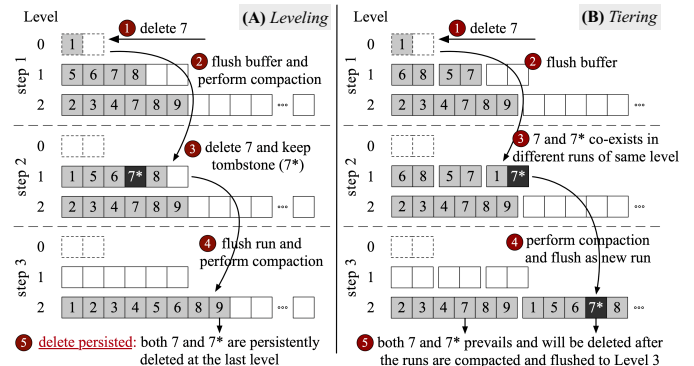 Level
(A) Leveling
1 delete 7
0 1
step 1
2 flush buffer and
perform compaction
1 5 6 7 8
2 2 3 4 7 8 9 °°°
0
step 2
3 delete 7 and keep
tombstone (7*)
1 1 5 6 7* 8
2 2 3 4 7 8 9 °°°
0
step 3
4 flush run and
perform compaction
1
2 1 2 3 4 5 6 8 9 °°°
5 delete persisted: both 7 and 7* are persistently
deleted at the last level
Level
(B) Tiering
1 delete 7
0 1
step 1
2 flush buffer
1 6 8 5 7
2 2 3 4 7 8 9 °°°
0
step 2
3 7 and 7* co-exists in
different runs of same level
1 6 8 5 7 1 7*
2 2 3 4 7 8 9 °°°
0
step 3
4 perform compaction
and flush as new run
1
2 2 3 4 7 8 9 1 5 6 7* 8 °°°
5 both 7 and 7* prevails and will be deleted after
the runs are compacted and flushed to Level 3